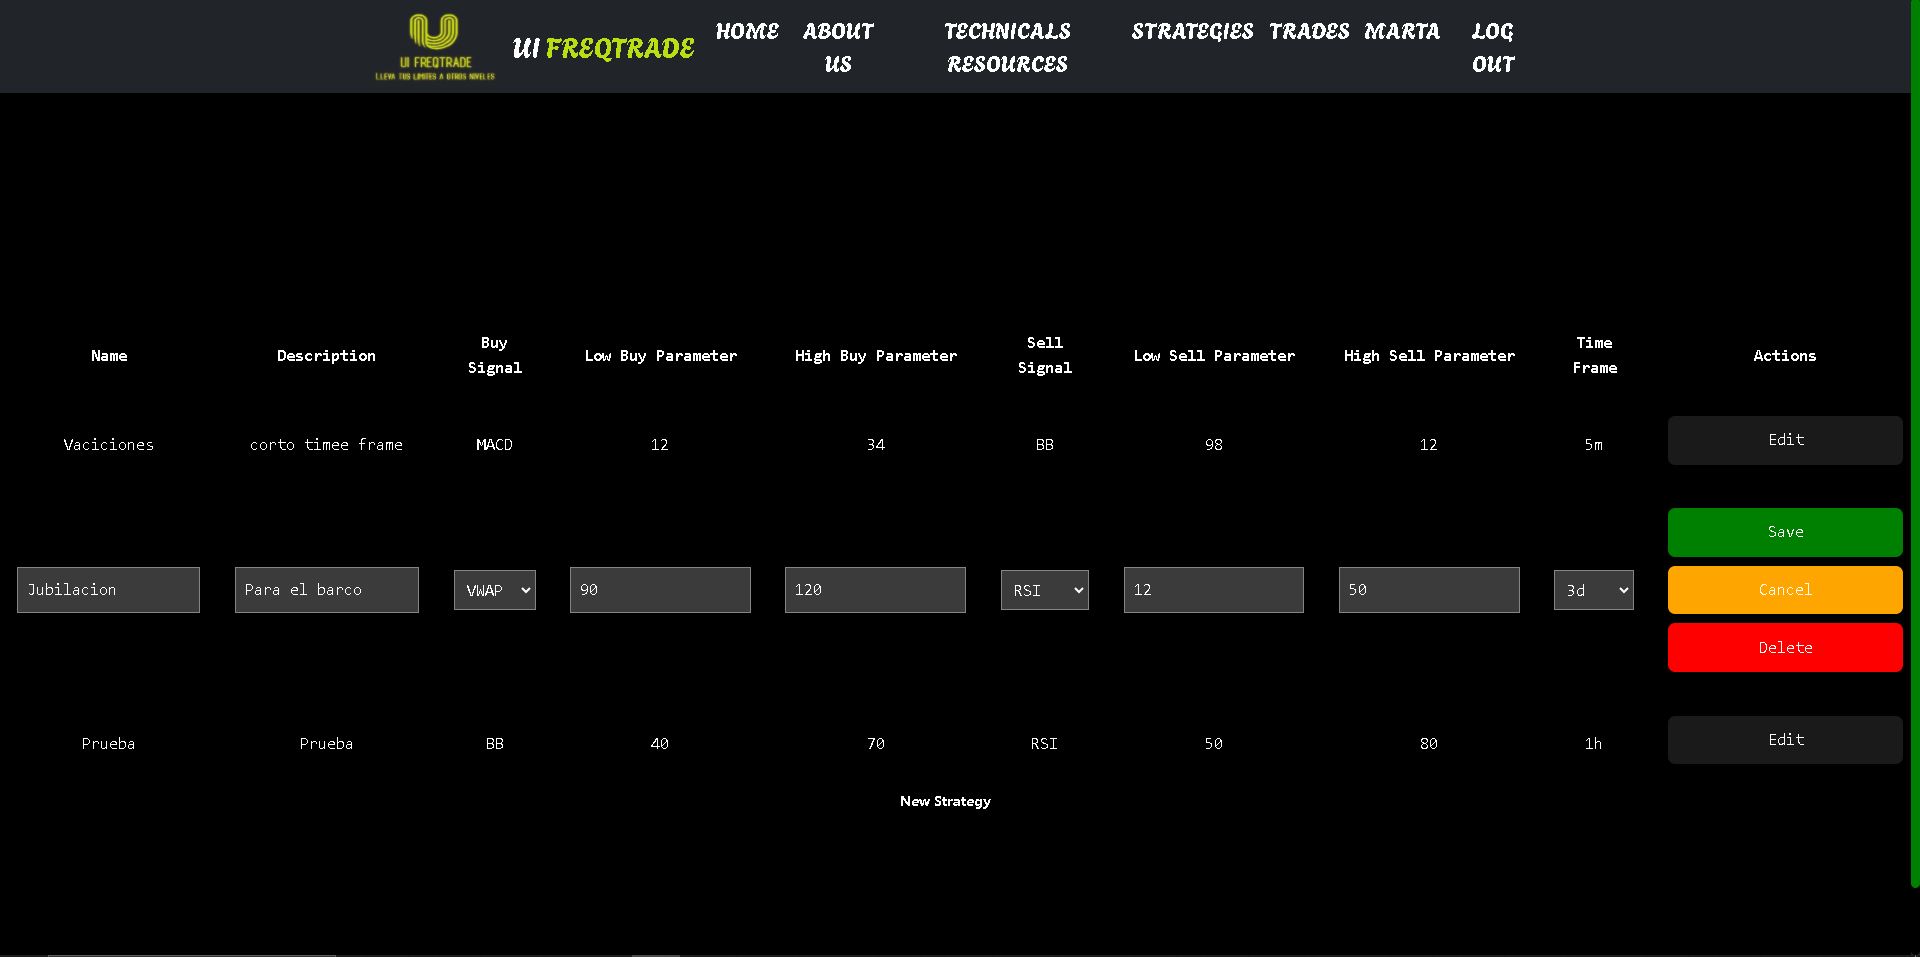 UI FREQTRADE
LLEVA TUS LIMITES A OTROS NIVELES
UI FREQTRADE
HOME
ABOUT
US
TECHNICALS
RESOURCES
STRATEGIES
TRADES
MARTA
LOG
OUT
Name
Description
Buy
Signal
Low Buy Parameter
High Buy Parameter
Sell
Signal
Low Sell Parameter
High Sell Parameter
Time
Frame
Actions
Vaciciones
corto timee frame
MACD
12
34
BB
98
12
5m
Edit
Jubilacion
Para el barco
VWAP
90
120
RSI
12
50
3d
Save
Cancel
Delete
Prueba
Prueba
BB
40
70
RSI
50
80
1h
Edit
New Strategy